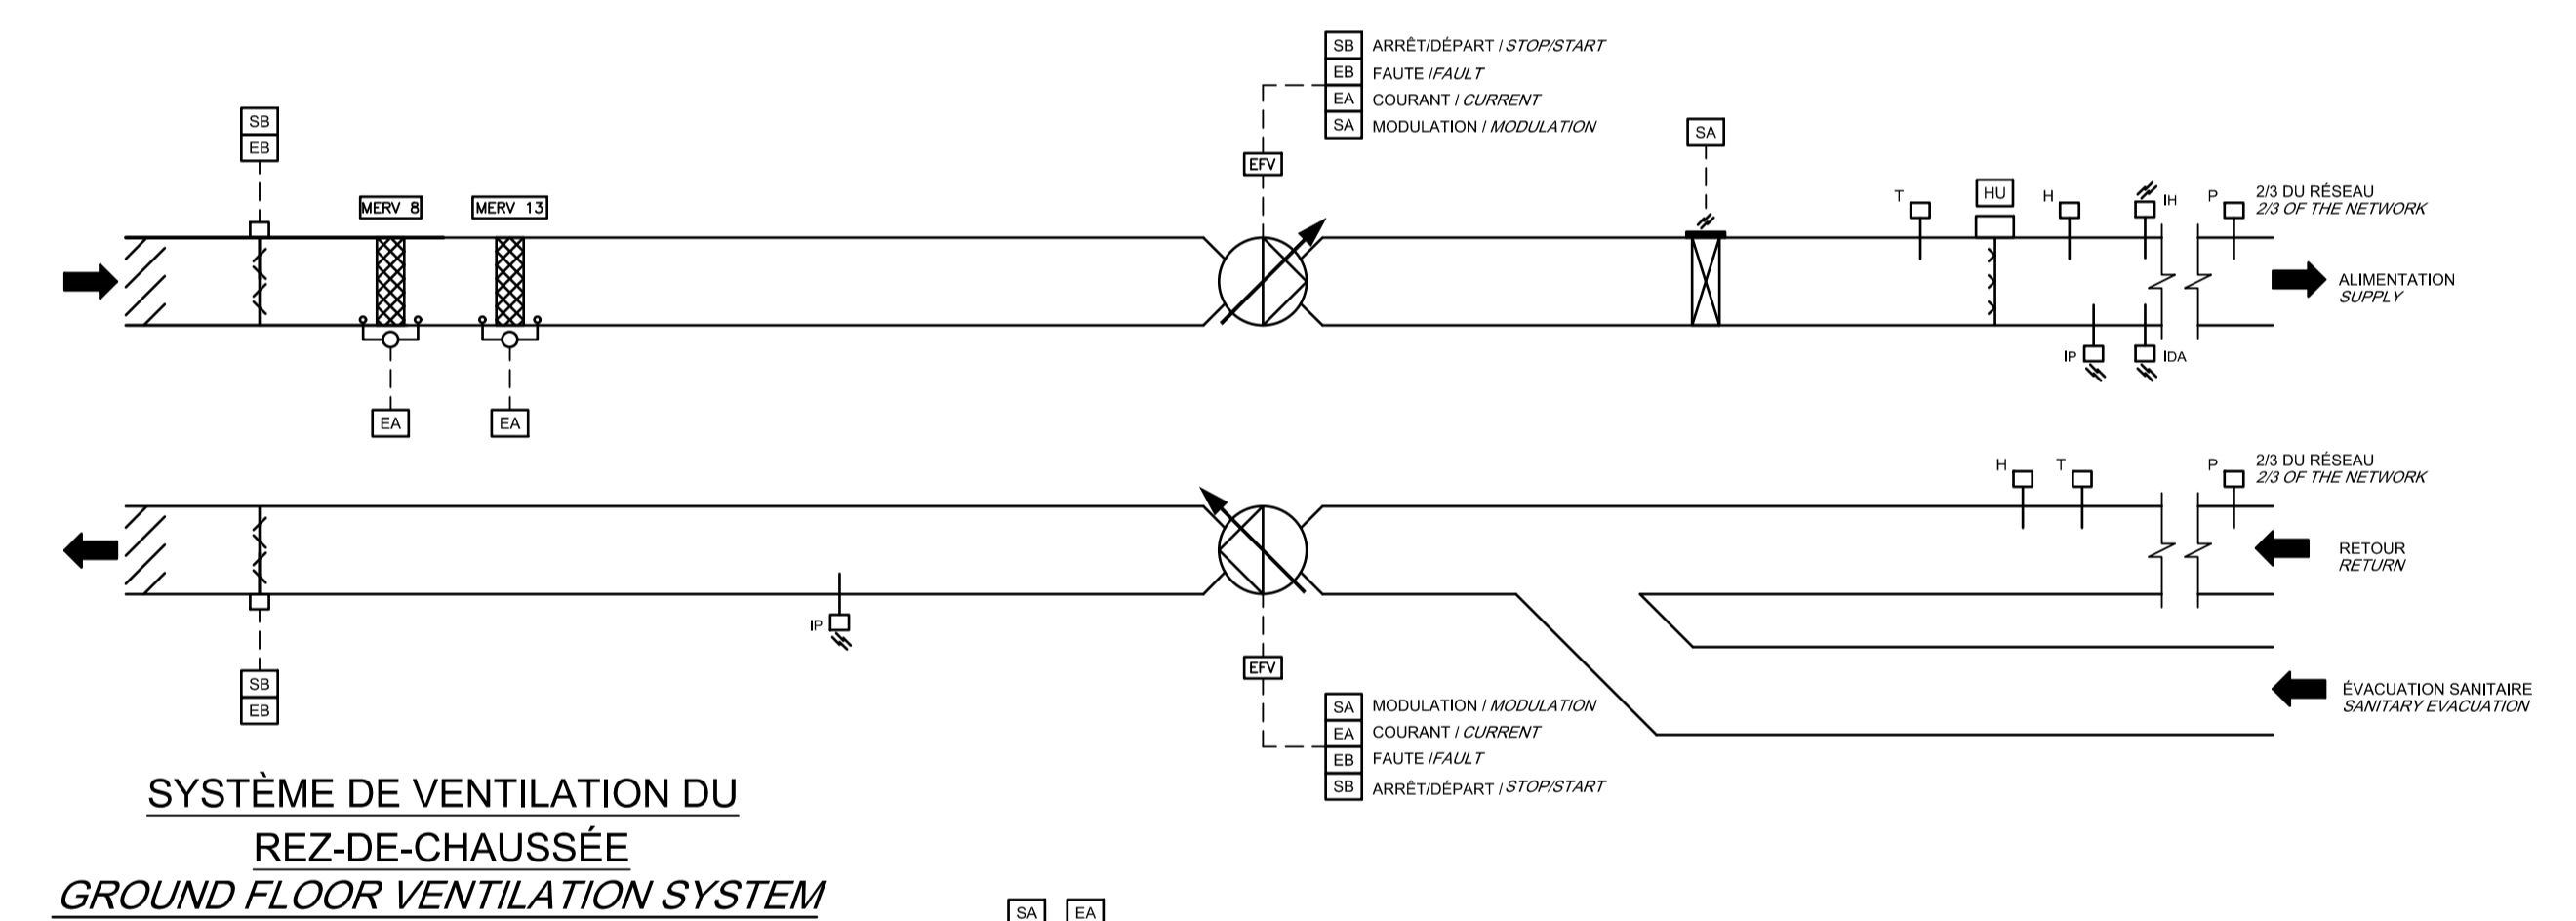 SB ARRÊT/DÉPART / STOP/START
EB FAUTE /FAULT
EA COURANT / CURRENT
SA MODULATION / MODULATION
SB
EB
SA
EFV
MERV 8
MERV 13
T
HU
H
IH
P
2/3 DU RÉSEAU
2/3 OF THE NETWORK
ALIMENTATION
SUPPLY
IP
IDA
EA
EA
H
T
P
2/3 DU RÉSEAU
2/3 OF THE NETWORK
RETOUR
RETURN
IP
EFV
SB
EB
SA MODULATION / MODULATION
EA COURANT / CURRENT
EB FAUTE /FAULT
SB ARRÊT/DÉPART / STOP/START
ÉVACUATION SANITAIRE
SANITARY EVACUATION
SYSTÈME DE VENTILATION DU
REZ-DE-CHAUSSÉE
GROUND FLOOR VENTILATION SYSTEM
SA
EA